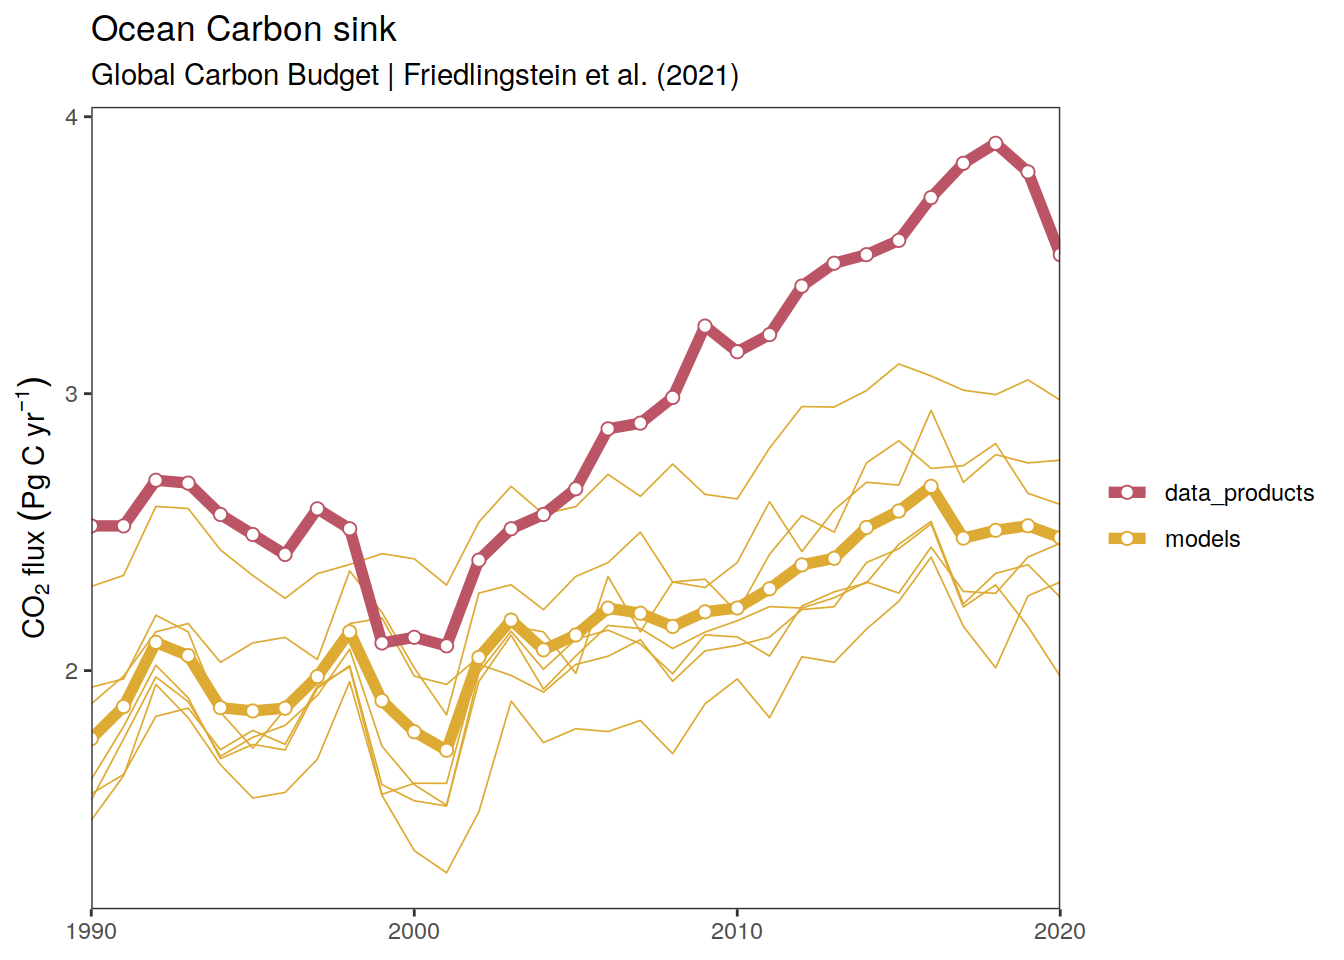 Ocean Carbon sink
Global Carbon Budget | Friedlingstein et al. (2021)
4
3
2
CO₂ flux (Pg C yr⁻¹)
1990
2000
2010
2020
data_products
models